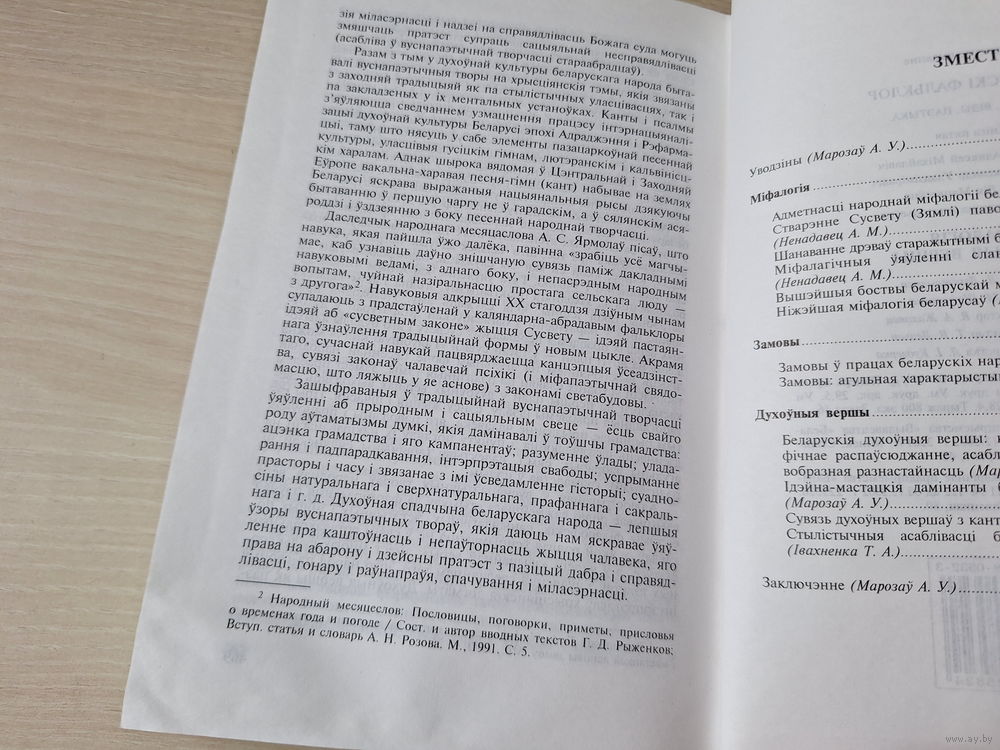 зія міласэрнасці і надзеі на справядлівасць Божага суда могуць
змяшчаць пратэст супраць сацыяльнай несправядлівасці
(асабліва ў вуснапаэтычнай творчасці стараабрадцаў).
Разам з тым у духоўнай культуры беларускага народа быта-
валі вуснапаэтычныя творы на хрысціянскія тэмы, якія звязаны
з заходняй традыцыяй як па стылістычных уласцівасцях, так і
па закладзеных у іх ментальных устаноўках. Канты і псалмы
з’яўляюцца сведчаннем узмацнення працэсу інтэрнацыяналі-
зацыі духоўнай культуры Беларусі эпохі Адраджэння і Рэфарма-
цыі, таму што нясуць у сабе элементы пазацаркоўнай песеннай
культуры, уласцівыя гусіцкім гімнам, лютэранскім і кальвінісц-
кім харалам. Аднак шырока вядомая ў Цэнтральнай і Заходняй
Еўропе вакальна-харавая песня-гімн (кант) набывае на землях
Беларусі яскрава выражаныя нацыянальныя рысы дзякуючы
бытаванню ў першую чаргу не ў гарадскім, а ў сялянскім ася-
роддзі і ўздзеянню з боку песеннай народнай творчасці.
Даследчык народнага месяцаслова А. С. Ярмолаў пісаў, што
навука, якая пайшла ўжо далёка, павінна «зрабіць усё магчы-
мае, каб узнавіць даўно знішчаную сувязь паміж дакладнымі
навуковымі ведамі, з аднаго боку, і непасрэдным народным
вопытам, чуйнай назіральнасцю простага сельскага люду —
з другога»². Навуковыя адкрыцці XX стагоддзя дзіўным чынам
супадаюць з прадстаўленай у каляндарна-абрадавым фальклоры
ідэяй аб «сусветным законе» жыцця Сусвету — ідэяй пастаян-
нага ўзнаўлення традыцыйнай формы ў новым цыкле. Акрамя
таго, сучаснай навукай пацвярджаецца канцэпцыя ўсеадзінст-
ва, сувязі законаў чалавечай псіхікі (і міфапаэтычнай свядо-
масцю, што ляжыць у яе аснове) з законамі светабудовы.
Зашыфраваныя ў традыцыйнай вуснапаэтычнай творчасці
ўяўленні аб прыродным і сацыяльным свеце — ёсць свайго
роду аўтаматызмы думкі, якія дамінавалі ў тоўшчы грамадства:
ацэнка грамадства і яго кампанентаў; разуменне ўлады; улада-
рання і падпарадкавання, інтэрпрэтацыя свабоды; успрыманне
прасторы і часу і звязанае з імі ўсведамленне гісторыі; суадно-
сіны натуральнага і сверхнатуральнага, прафаннага і сакраль-
нага і г. д. Духоўная спадчына беларускага народа — лепшыя
ўзоры вуснапаэтычных твораў, якія даюць нам яскравае ўяў-
ленне пра каштоўнасць і непаўторнасць жыцця чалавека, яго
права на абарону і дзейсны пратэст з пазіцый дабра і справяд-
лівасці, гонару і раўнапраўя, спачування і міласэрнасці.
² Народный месяцеслов: Пословицы, поговорки, приметы, присловья
о временах года и погоде / Сост. и автор вводных текстов Г. Д. Рыженков;
Вступ. статья и словарь А. Н. Розова. М., 1991. С. 5.
ЗМЕСТ
Уводзіны (Марозаў А. У.)
Міфалогія
Адметнасці народнай міфалогіі
Стварэнне Сусвету (Зямлі)
(Ненадавец А. М.)
Шанаванне дрэваў старажытнымі
Міфалагічныя ўяўленні
(Ненадавец А. М.)
Вышэйшыя боствы беларускай
Ніжэйшая міфалогія беларусаў
Замовы
Замовы ў працах беларускіх
Замовы: агульная
Духоўныя вершы
Беларускія духоўныя вершы:
фічнае распаўсюджанне,
вобразная разнастайнасць
Ідэйна-мастацкія дамінанты
(Марозаў А. У.)
Сувязь духоўных вершаў з
Стылістычныя асаблівасці
(Івахненка Т. А.)
Заключэнне (Марозаў А. У.)
www.ay.by